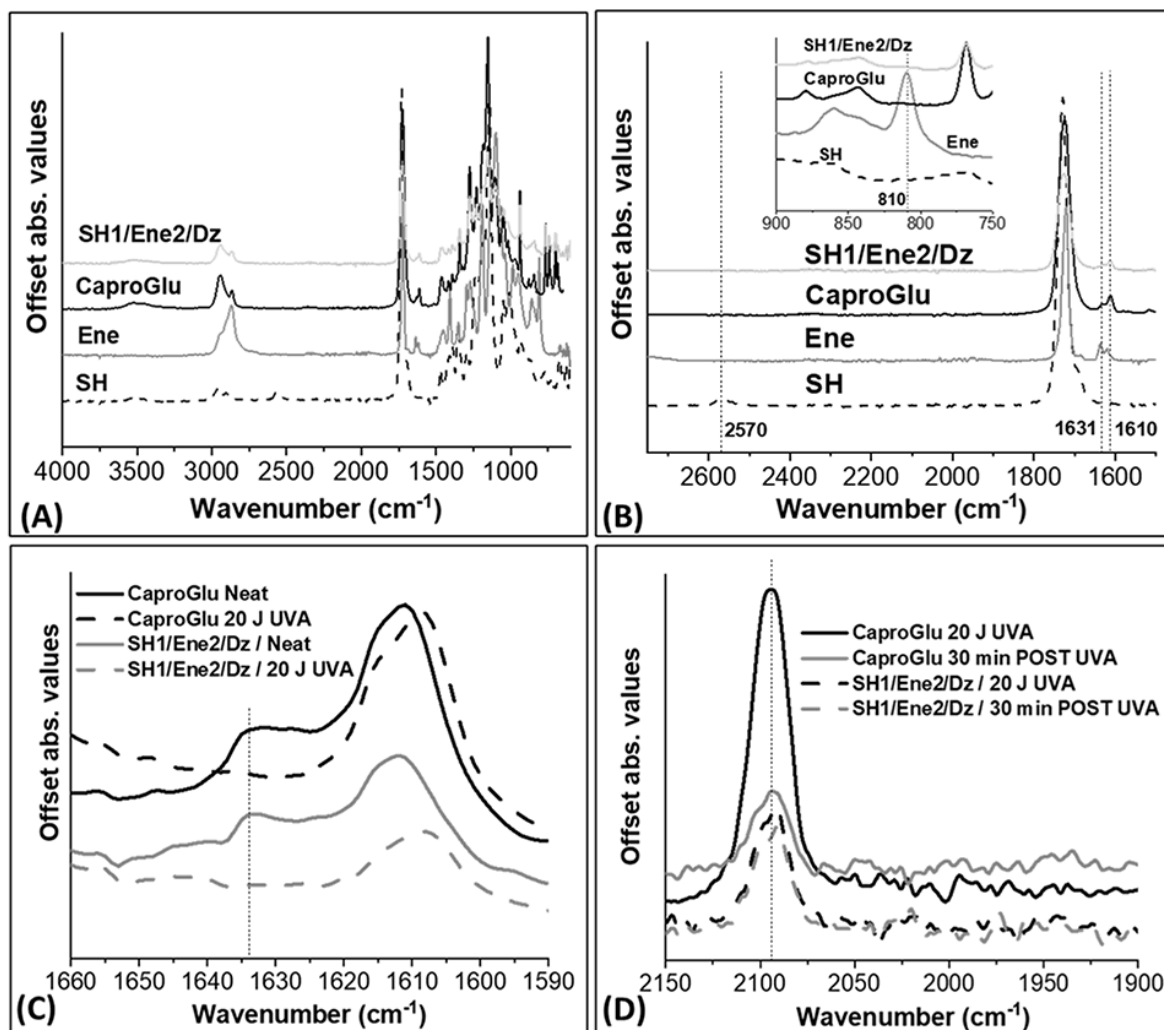 Offset abs. values
SH1/Ene2/Dz
CaproGlu
Ene
SH
4000 3500 3000 2500 2000 1500 1000
Wavenumber (cm-1)
(A)
Offset abs. values
SH1/Ene2/Dz
CaproGlu
Ene
SH
810
900 850 800 750
SH1/Ene2/Dz
CaproGlu
Ene
SH
2570
1631
1610
2600 2400 2200 2000 1800 1600
Wavenumber (cm-1)
(B)
Offset abs. values
CaproGlu Neat
CaproGlu 20 J UVA
SH1/Ene2/Dz / Neat
SH1/Ene2/Dz / 20 J UVA
1660 1650 1640 1630 1620 1610 1600 1590
Wavenumber (cm-1)
(C)
Offset abs. values
CaproGlu 20 J UVA
CaproGlu 30 min POST UVA
SH1/Ene2/Dz / 20 J UVA
SH1/Ene2/Dz / 30 min POST UVA
2150 2100 2050 2000 1950 1900
Wavenumber (cm-1)
(D)